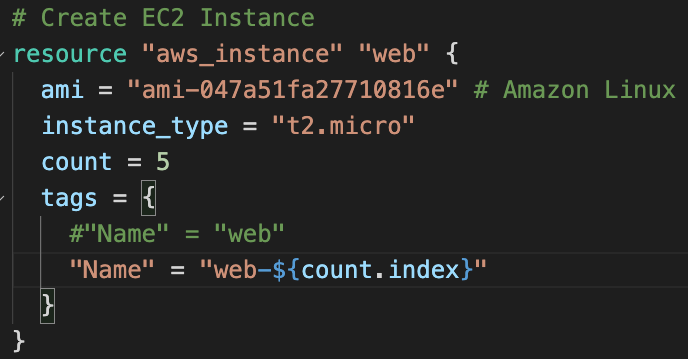 # Create EC2 Instance
resource "aws_instance" "web" {
ami = "ami-047a51fa27710816e" # Amazon Linux
instance_type = "t2.micro"
count = 5
tags = {
#"Name" = "web"
"Name" = "web-${count.index}"
}
}